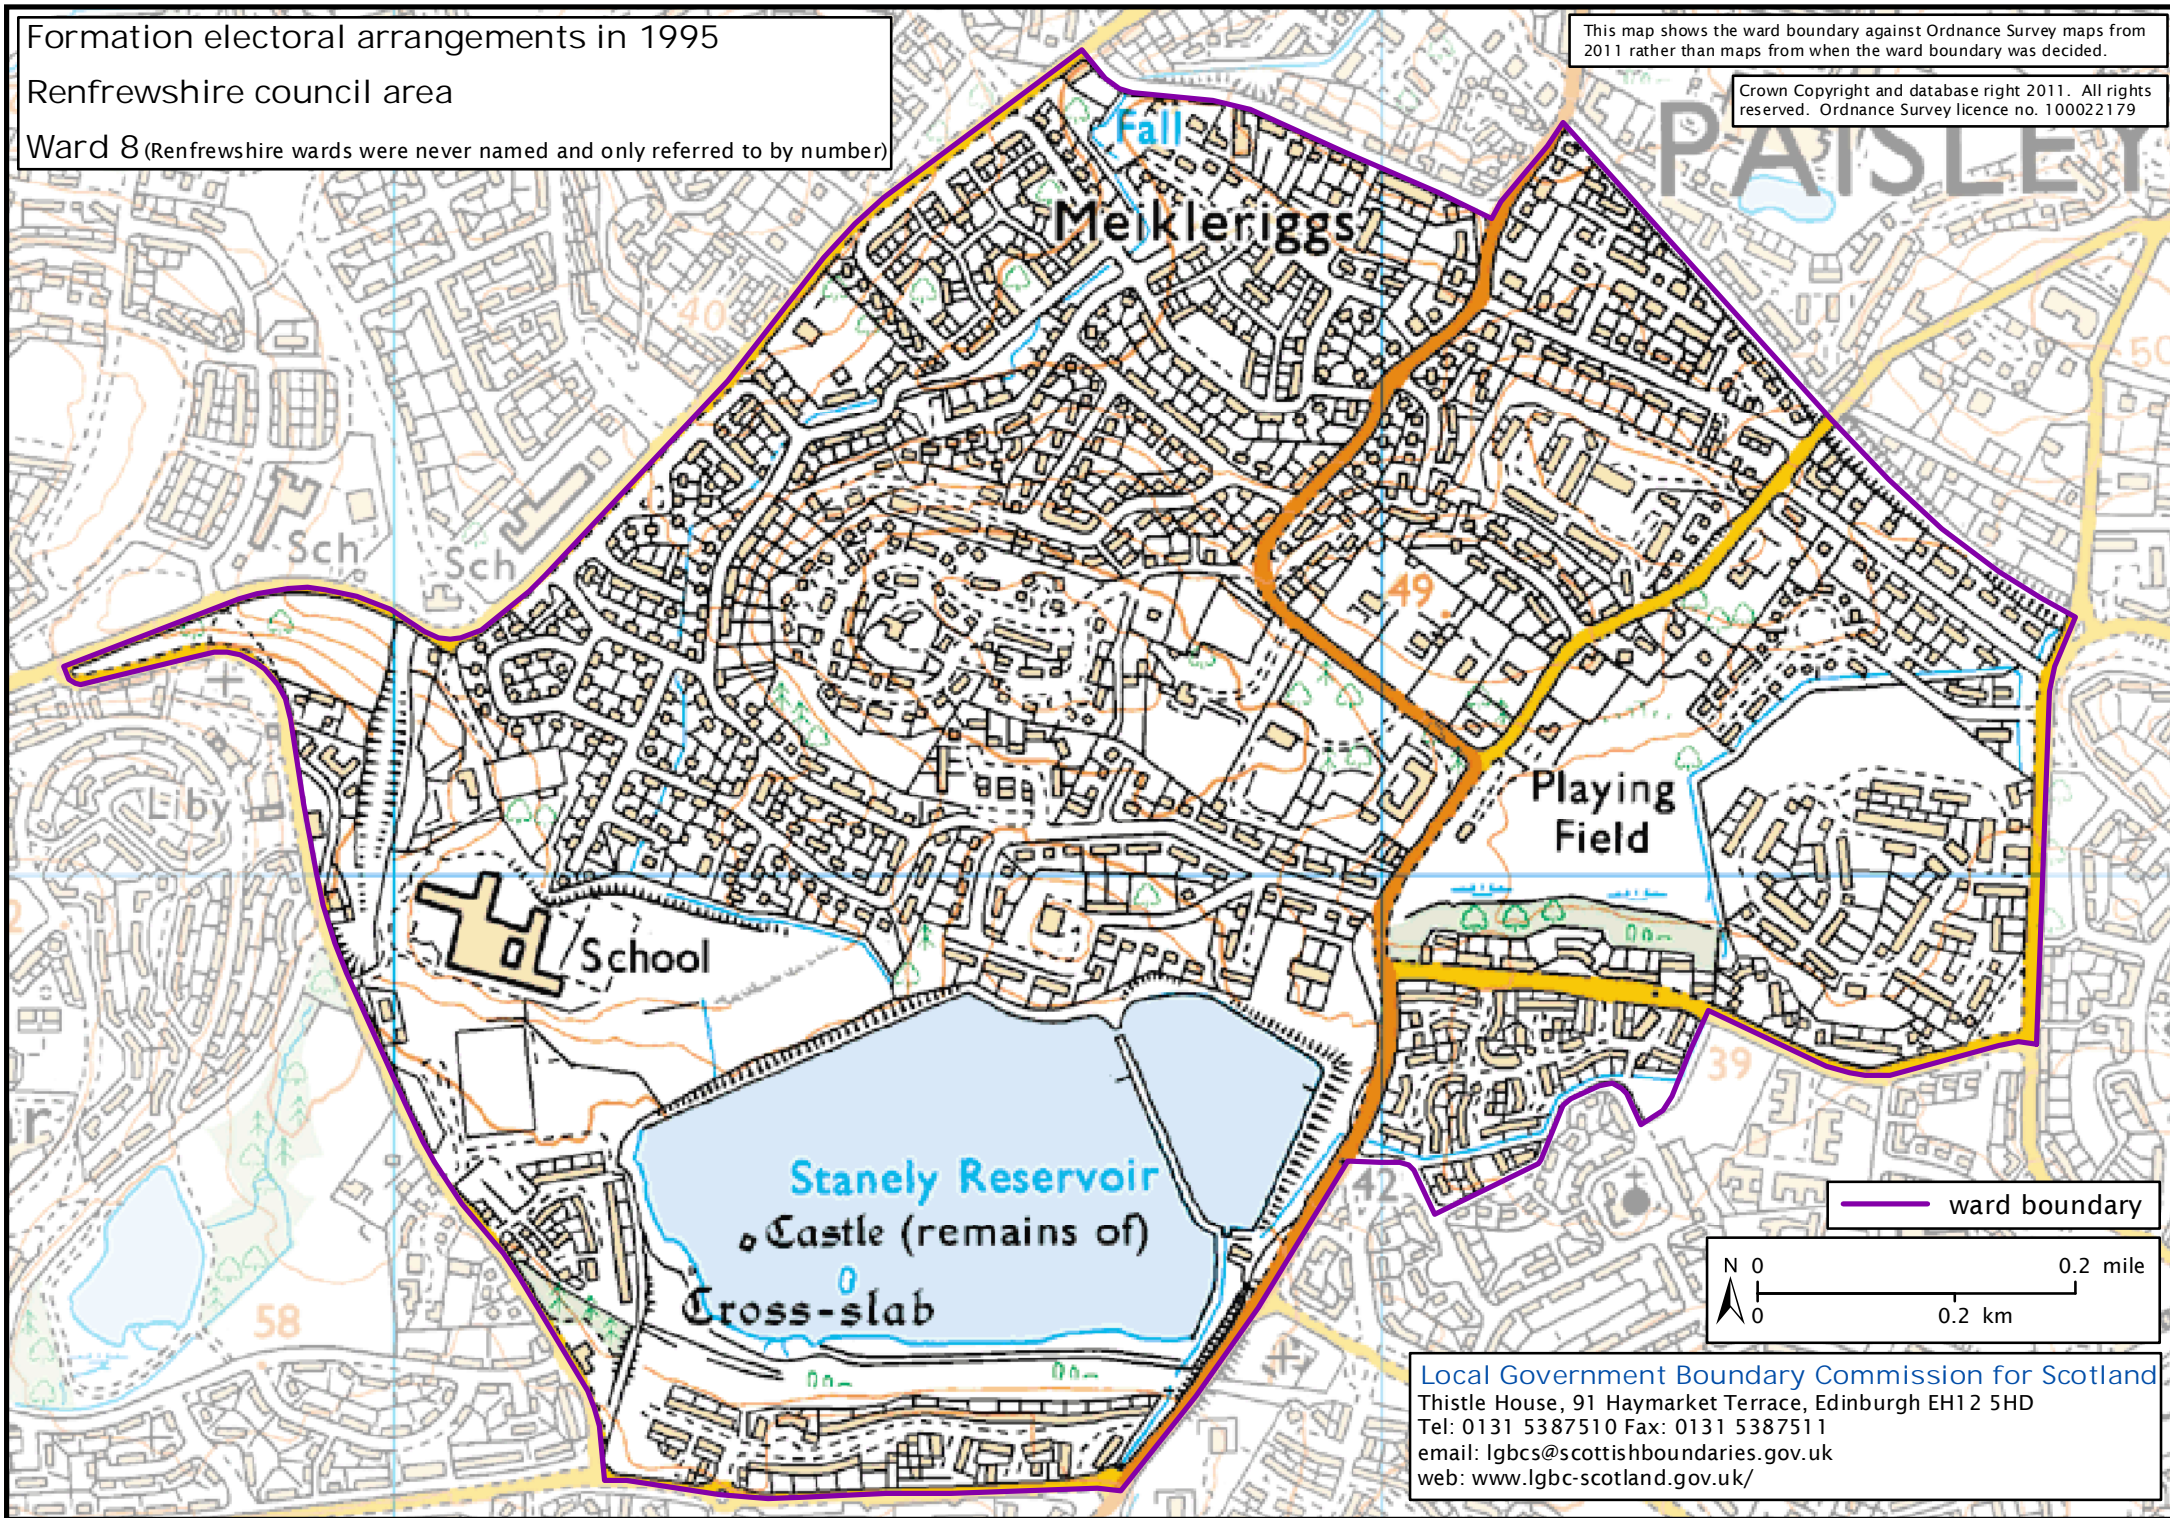 Formation electoral arrangements in 1995
Renfrewshire council area
Ward 8 (Renfrewshire wards were never named and only referred to by number)
This map shows the ward boundary against Ordnance Survey maps from
2011 rather than maps from when the ward boundary was decided.
Crown Copyright and database right 2011. All rights
reserved. Ordnance Survey licence no. 100022179
PAISLEY
Fall
Meikleriggs
40
50
Sch
Sch
49
Liby
Playing
Field
School
39
Stanely Reservoir
Castle (remains of)
Cross-slab
42
58
ward boundary
N 0 0.2 mile
0 0.2 km
Local Government Boundary Commission for Scotland
Thistle House, 91 Haymarket Terrace, Edinburgh EH12 5HD
Tel: 0131 5387510 Fax: 0131 5387511
email: lgbcs@scottishboundaries.gov.uk
web: www.lgbc-scotland.gov.uk/